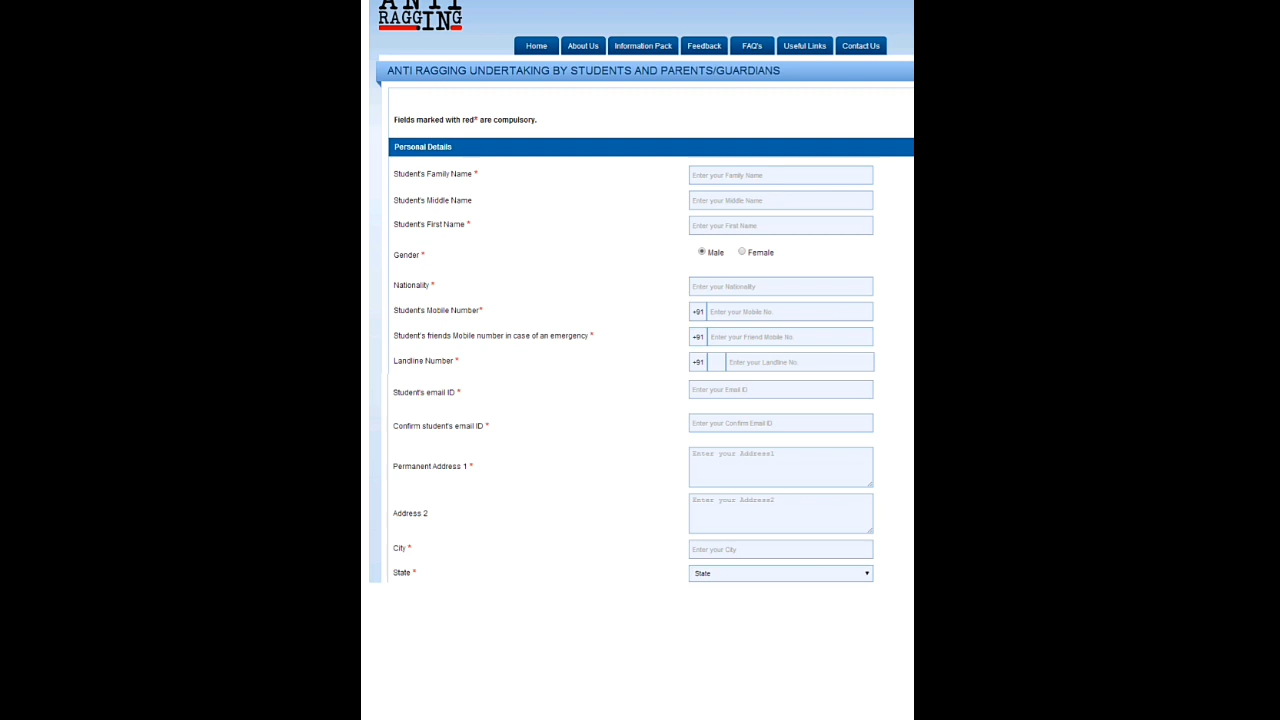 ANTI
RAGGING
Home About Us Information Pack Feedback FAQ's Useful Links Contact Us
ANTI RAGGING UNDERTAKING BY STUDENTS AND PARENTS/GUARDIANS
Fields marked with red* are compulsory.
Personal Details
Student's Family Name * Enter your Family Name
Student's Middle Name Enter your Middle Name
Student's First Name * Enter your First Name
Gender * Male Female
Nationality * Enter your Nationality
Student's Mobile Number* +91 Enter your Mobile No.
Student's friends Mobile number in case of an emergency * +91 Enter your Friend Mobile No.
Landline Number * +91 Enter your Landline No.
Student's email ID * Enter your Email ID
Confirm student's email ID * Enter your Confirm Email ID
Permanent Address 1 * Enter your Address1
Address 2 Enter your Address2
City * Enter your City
State * State